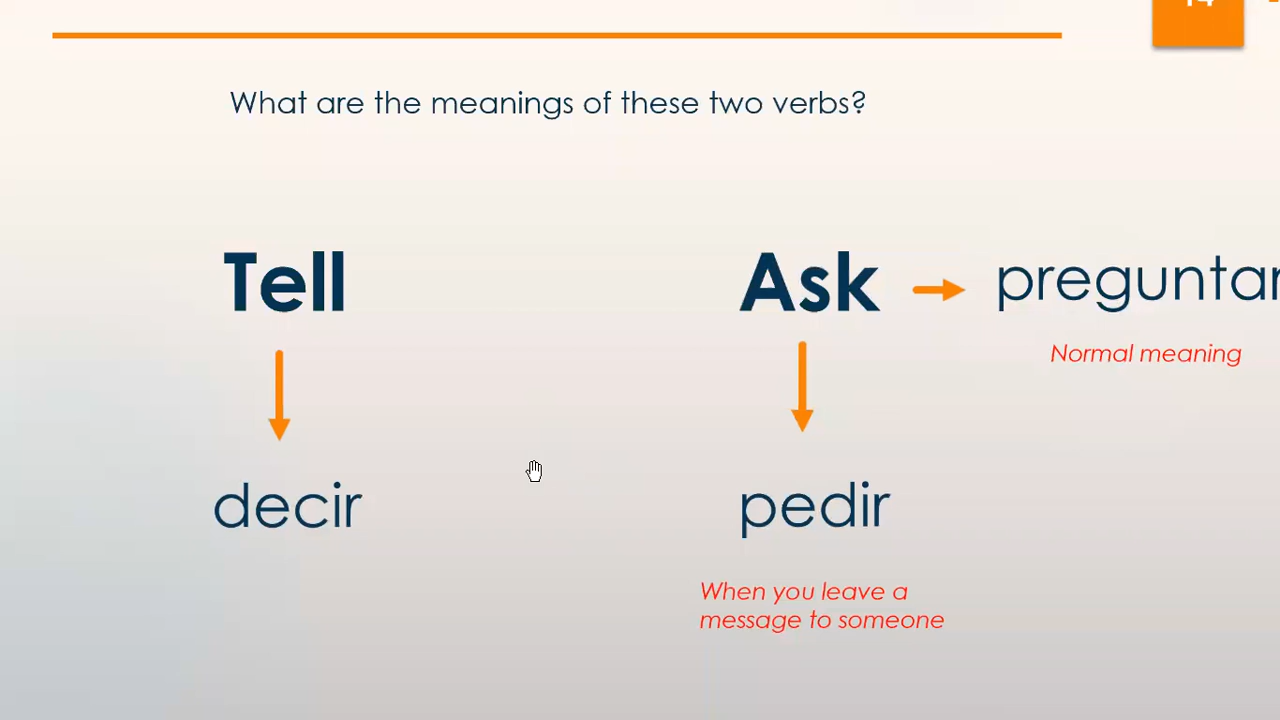 What are the meanings of these two verbs?
Tell
Ask
preguntar
Normal meaning
decir
pedir
When you leave a
message to someone